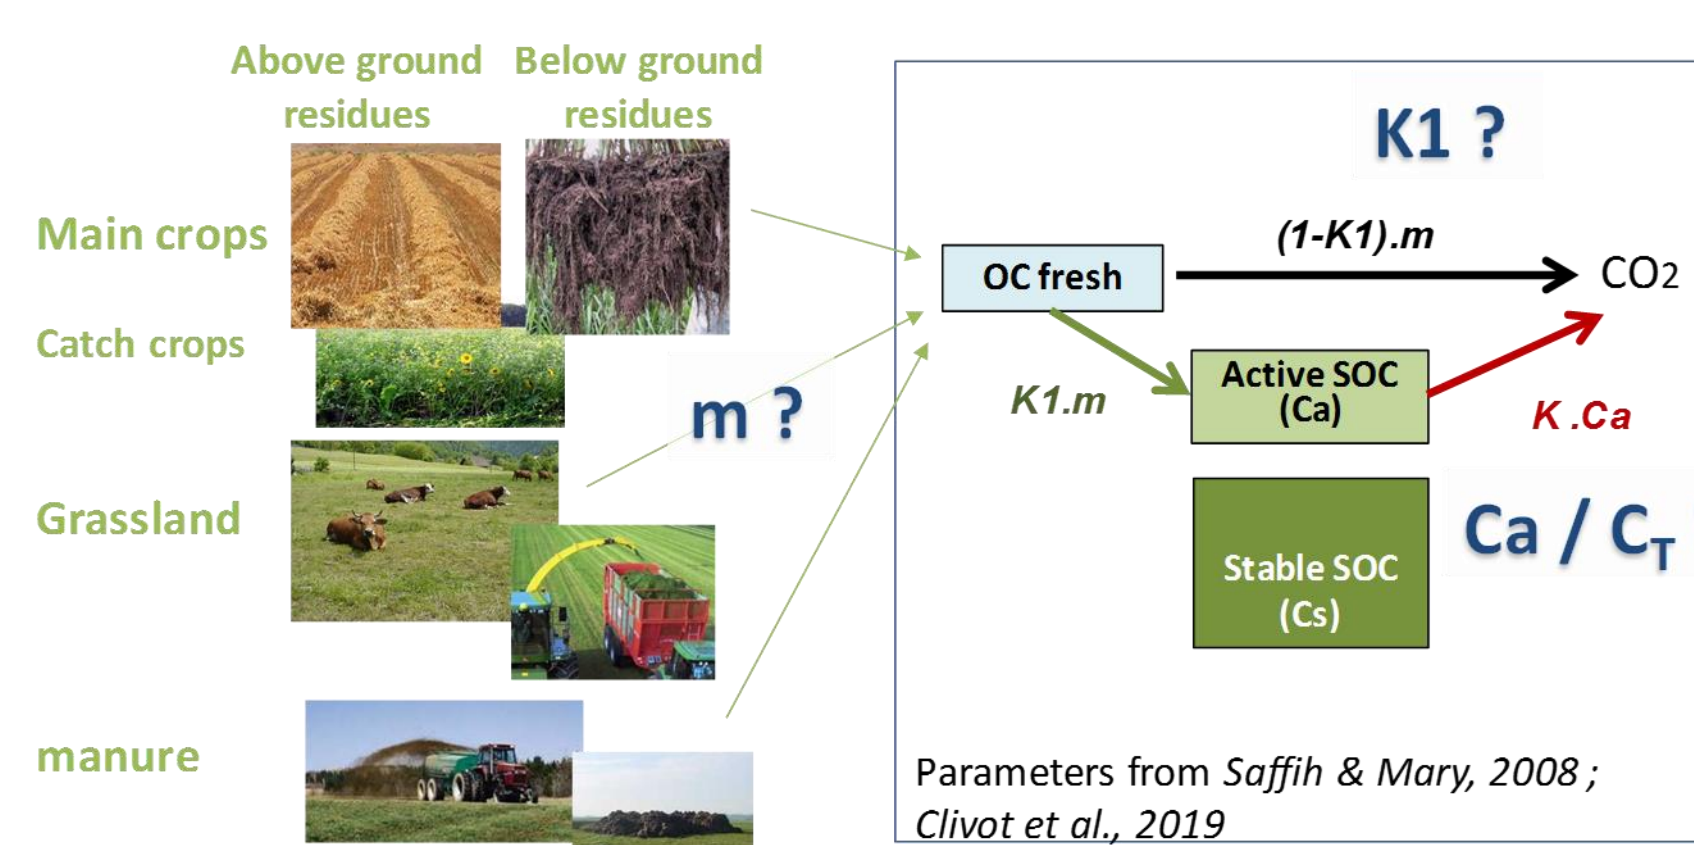 Above ground
residues
Below ground
residues
Main crops
Catch crops
Grassland
manure
m ?
K1 ?
(1-K1).m
OC fresh
CO2
K1.m
Active SOC
(Ca)
K .Ca
Stable SOC
(Cs)
Ca / CT
Parameters from Saffih & Mary, 2008 ;
Clivot et al., 2019